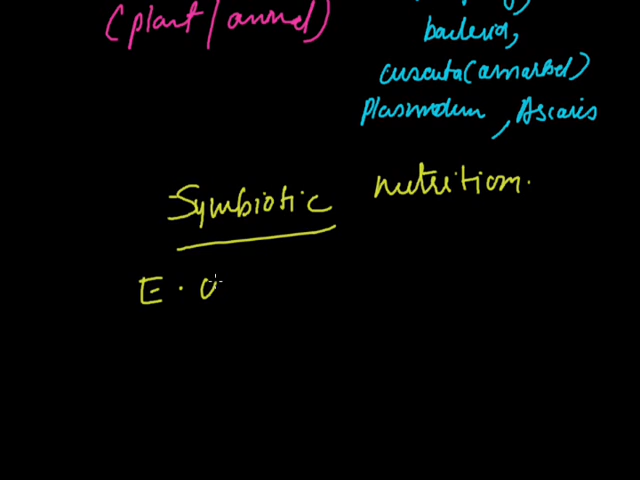 (plant/animal)
bacteria,
cuscuta(amarbel)
Plasmodium, Ascaris
Symbiotic nutrition.
E.